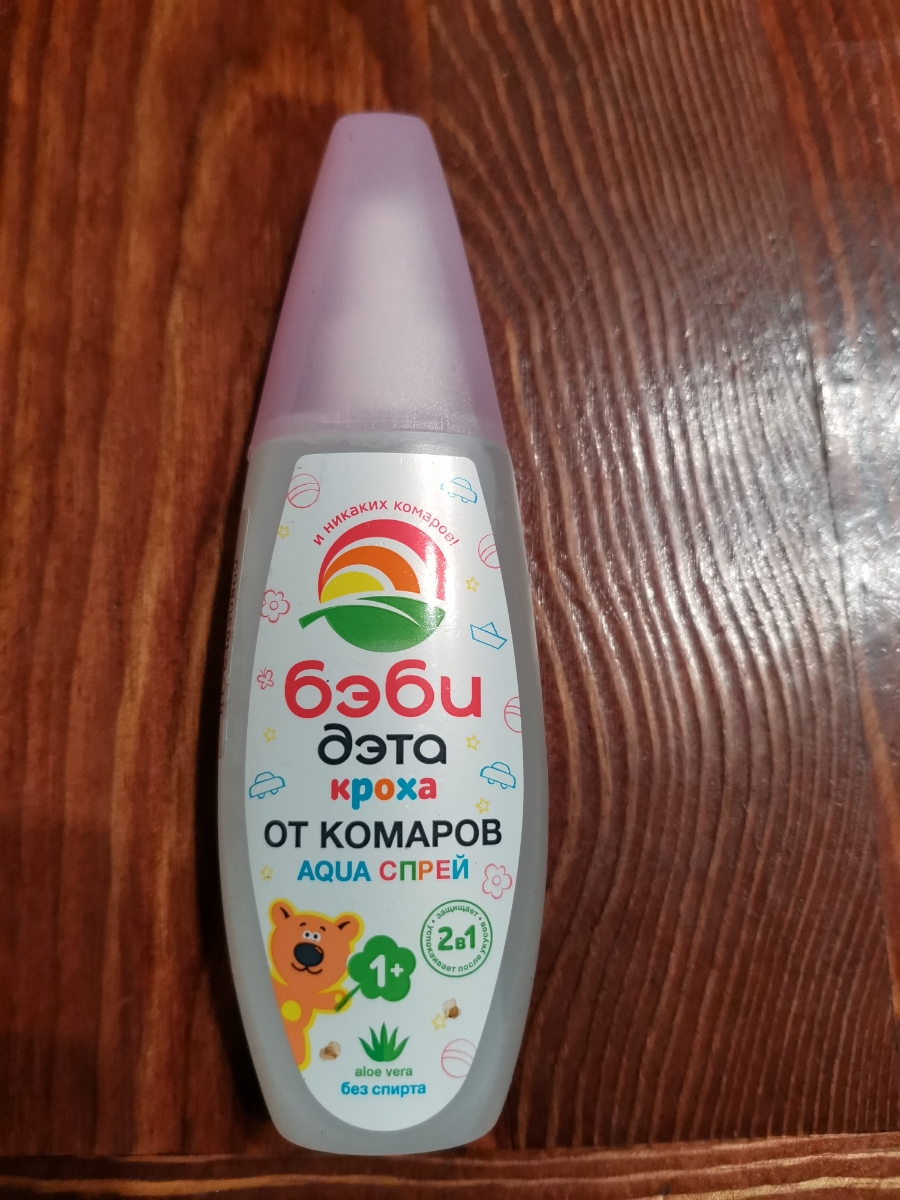 и никаких комаров!
бэби
дэта
кроха
ОТ КОМАРОВ
AQUA СПРЕЙ
защищает • успокаивает после укусов •
2в1
1+
aloe vera
без спирта